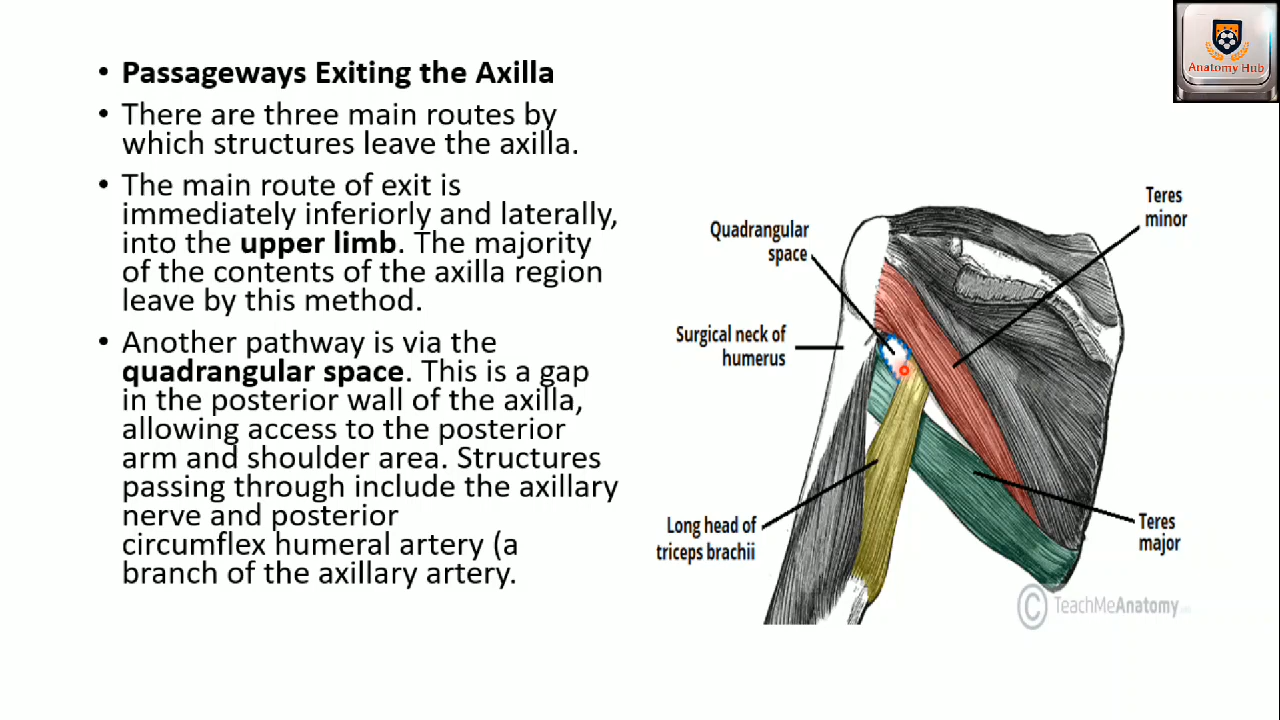 Anatomy Hub
• Passageways Exiting the Axilla
• There are three main routes by
which structures leave the axilla.
• The main route of exit is
immediately inferiorly and laterally,
into the upper limb. The majority
of the contents of the axilla region
leave by this method.
• Another pathway is via the
quadrangular space. This is a gap
in the posterior wall of the axilla,
allowing access to the posterior
arm and shoulder area. Structures
passing through include the axillary
nerve and posterior
circumflex humeral artery (a
branch of the axillary artery.
Teres
minor
Quadrangular
space
Surgical neck of
humerus
Long head of
triceps brachii
Teres
major
© TeachMeAnatomy